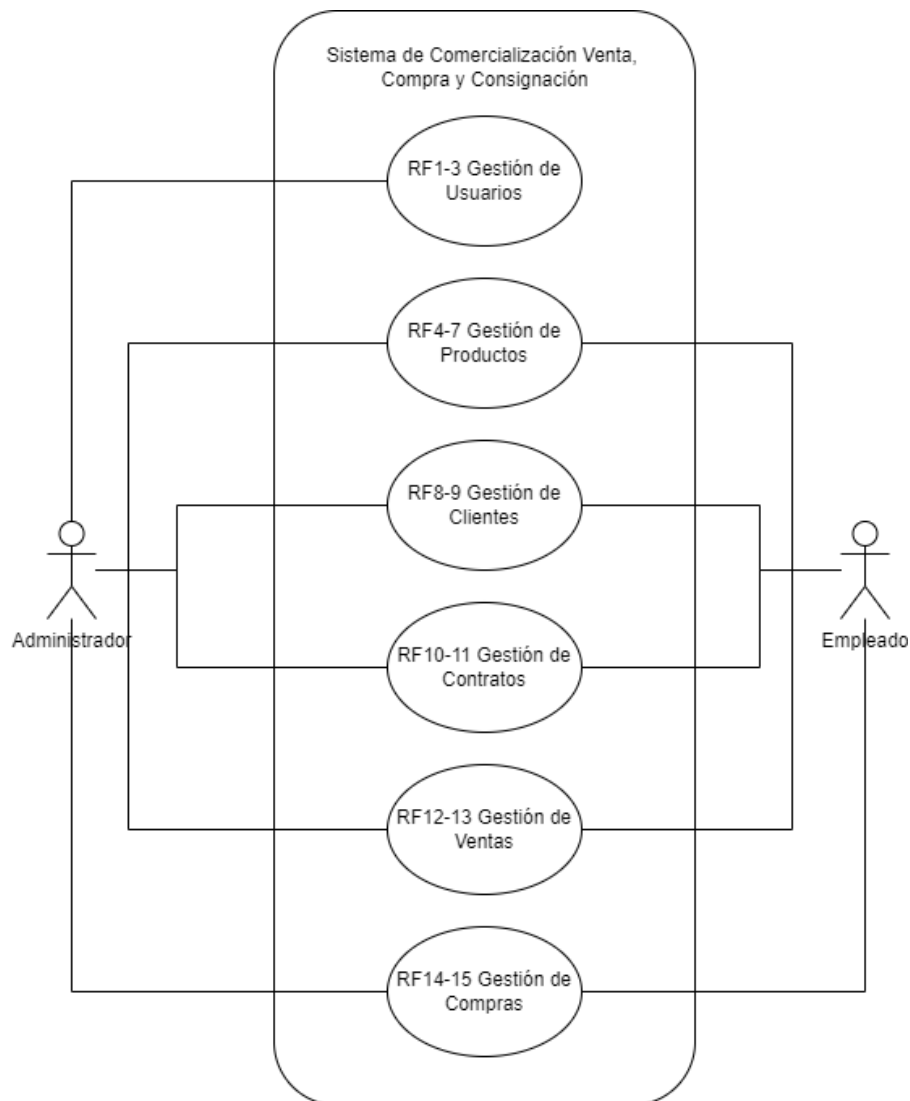 Sistema de Comercialización Venta,
Compra y Consignación
RF1-3 Gestión de
Usuarios
RF4-7 Gestión de
Productos
RF8-9 Gestión de
Clientes
Administrador
Empleado
RF10-11 Gestión de
Contratos
RF12-13 Gestión de
Ventas
RF14-15 Gestión de
Compras